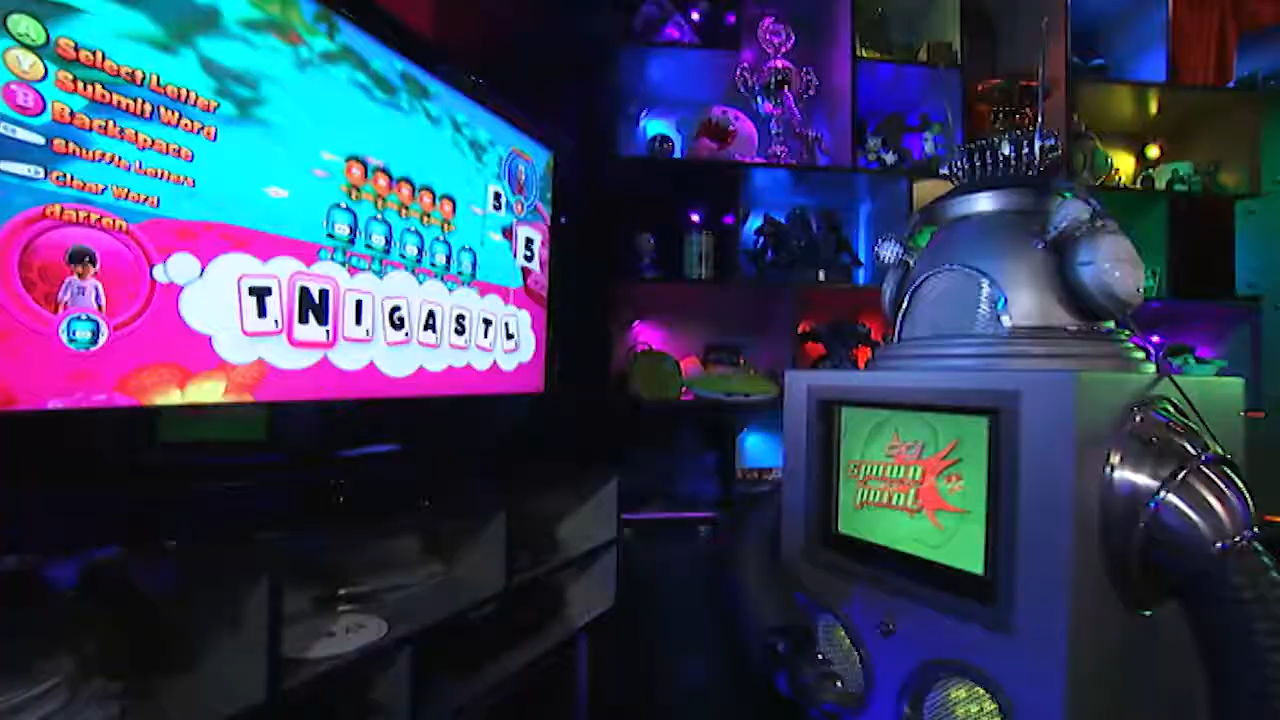 A Select Letter
Y Submit Word
B Backspace
Shuffle Letters
Clear Word
darren
5
5
T N I G A S T L
spawn
point